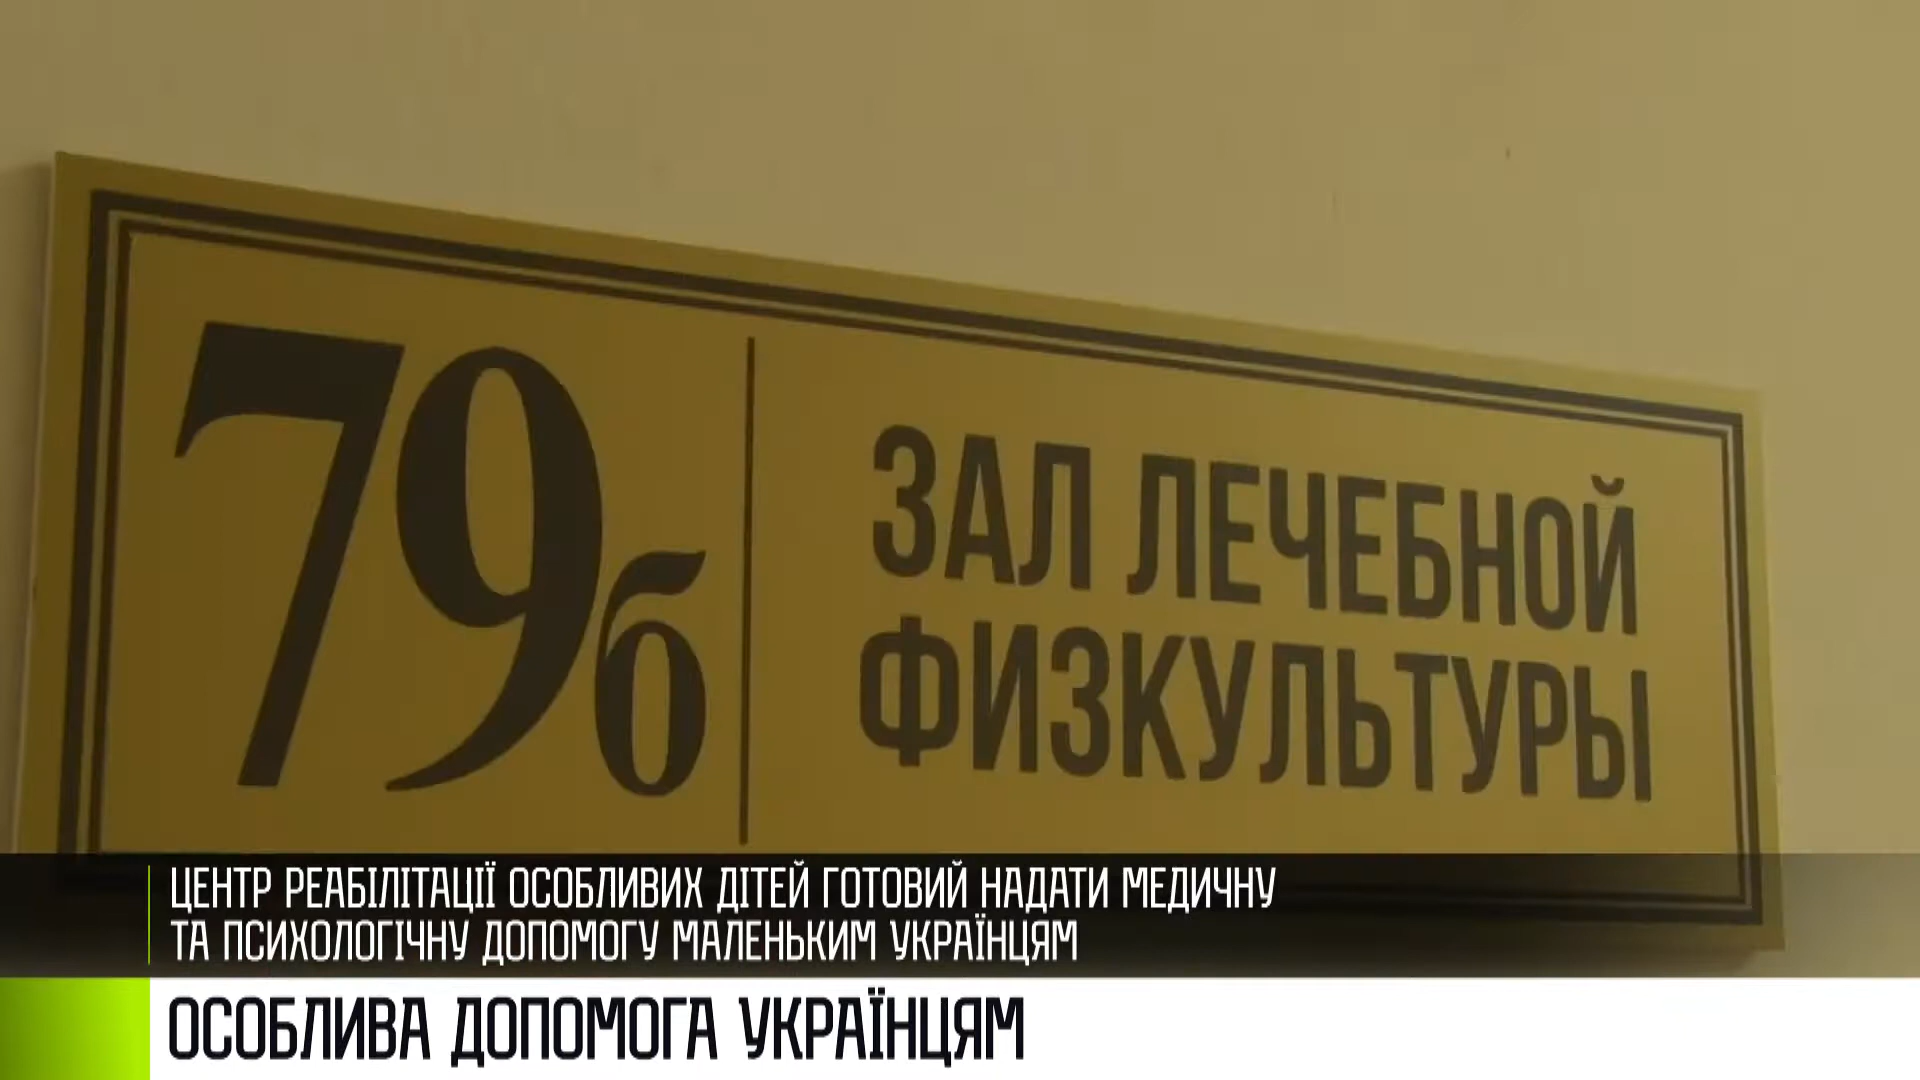 79б
ЗАЛ ЛЕЧЕБНОЙ
ФИЗКУЛЬТУРЫ
ЦЕНТР РЕАБІЛІТАЦІЇ ОСОБЛИВИХ ДІТЕЙ ГОТОВИЙ НАДАТИ МЕДИЧНУ
ТА ПСИХОЛОГІЧНУ ДОПОМОГУ МАЛЕНЬКИМ УКРАЇНЦЯМ
ОСОБЛИВА ДОПОМОГА УКРАЇНЦЯМ